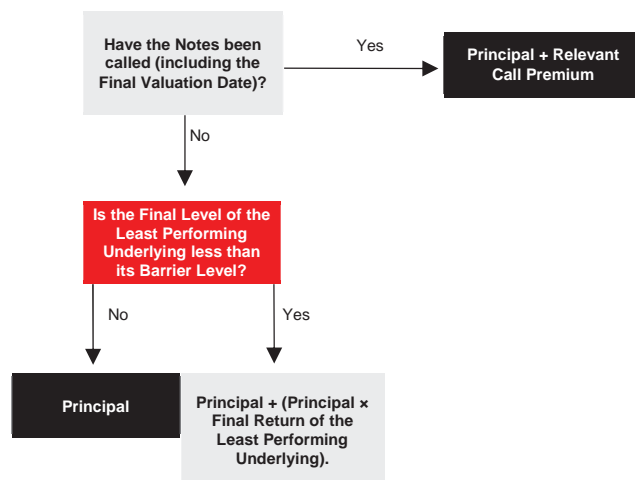 Have the Notes been
called (including the
Final Valuation Date)?
Yes
Principal + Relevant
Call Premium
No
Is the Final Level of the
Least Performing
Underlying less than
its Barrier Level?
No
Yes
Principal
Principal + (Principal ×
Final Return of the
Least Performing
Underlying).